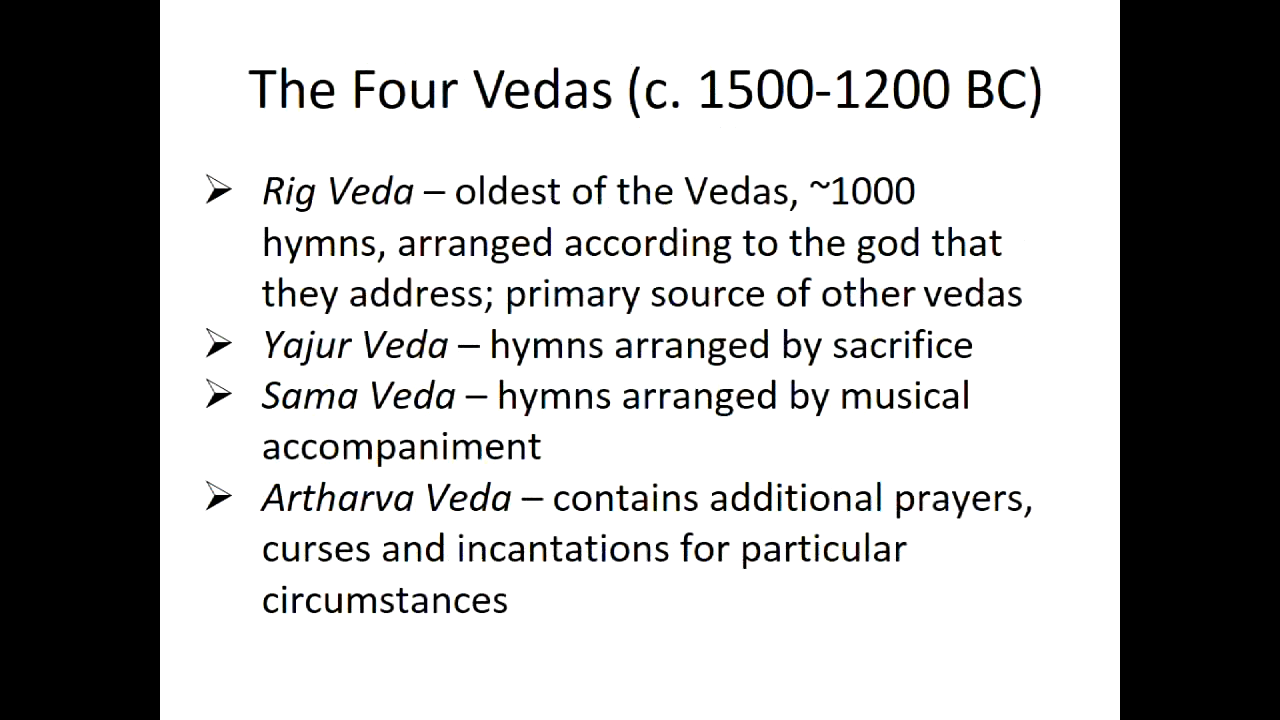 The Four Vedas (c. 1500-1200 BC)
➢ Rig Veda – oldest of the Vedas, ~1000
hymns, arranged according to the god that
they address; primary source of other vedas
➢ Yajur Veda – hymns arranged by sacrifice
➢ Sama Veda – hymns arranged by musical
accompaniment
➢ Artharva Veda – contains additional prayers,
curses and incantations for particular
circumstances